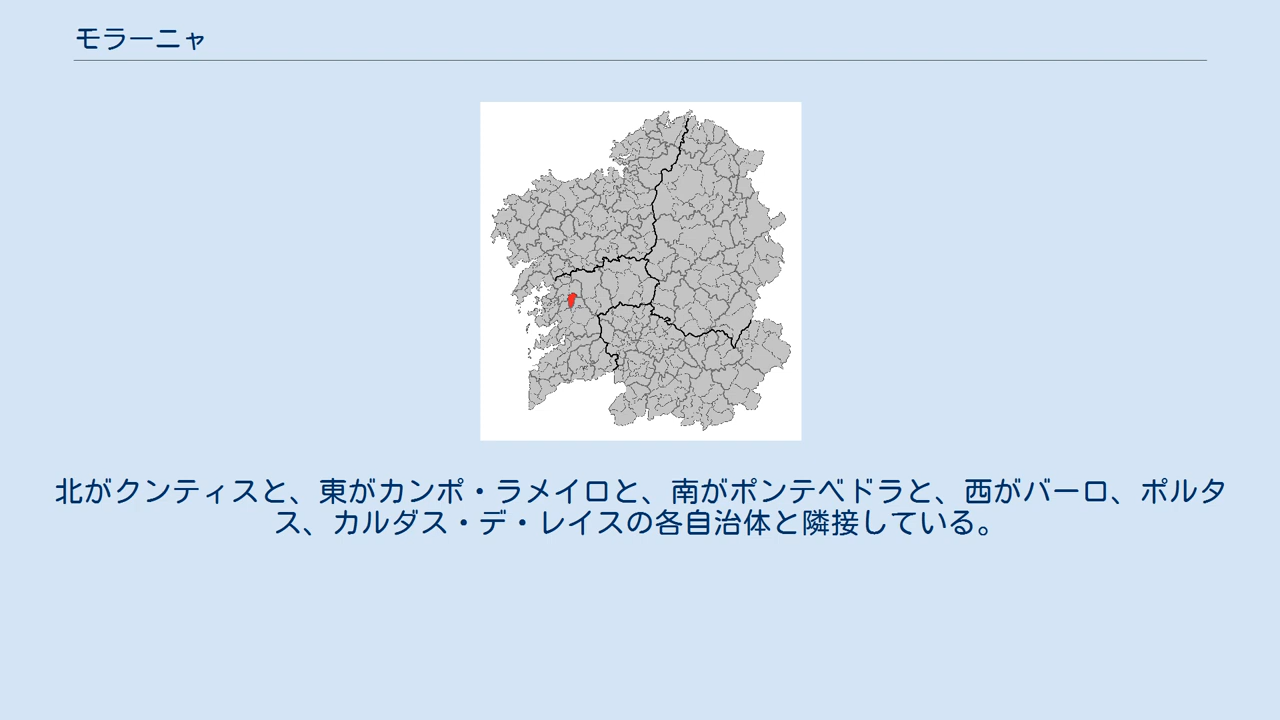 モラーニャ
北がクンティスと、東がカンポ・ラメイロと、南がポンテベドラと、西がバーロ、ポルタ
ス、カルダス・デ・レイスの各自治体と隣接している。